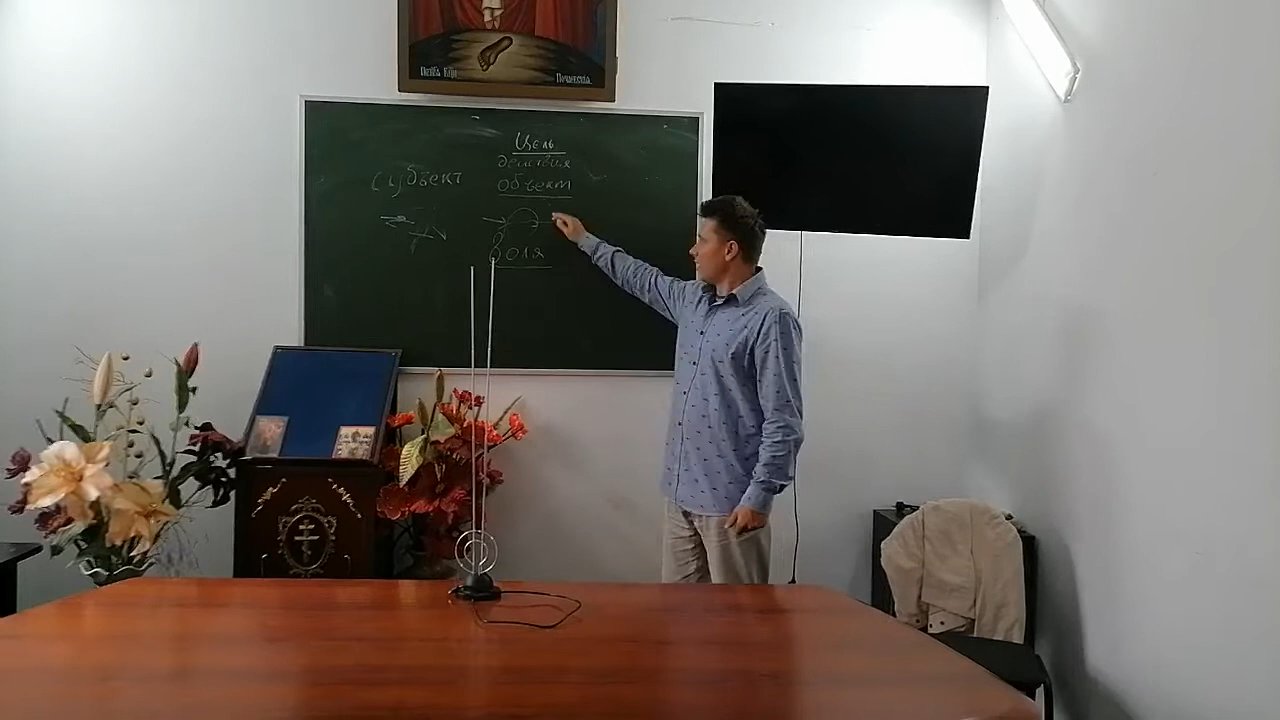 Цель
действия
субъект
объект
воля